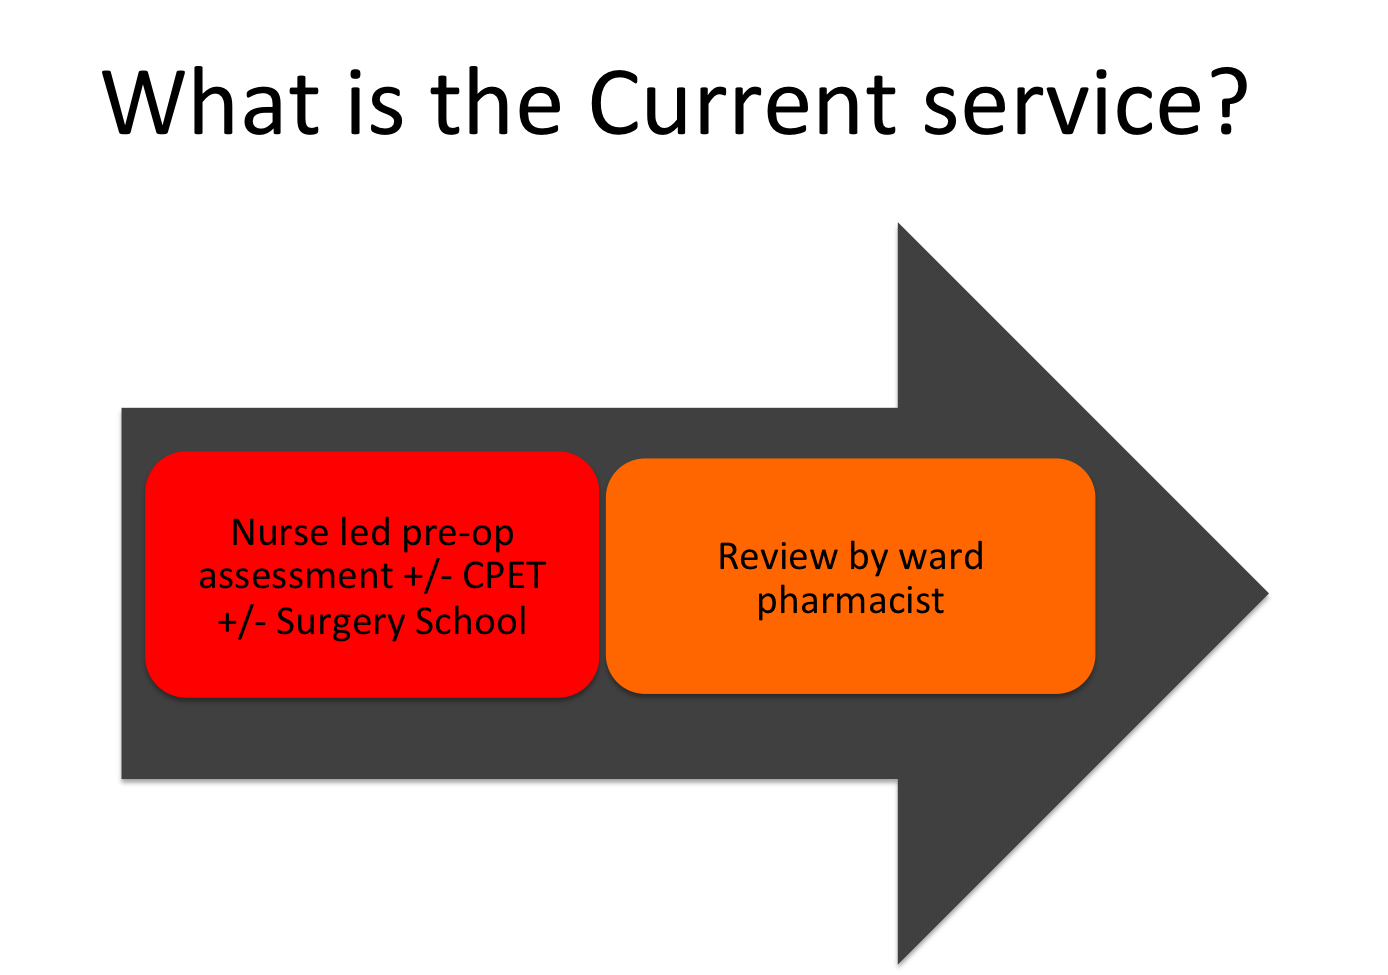 What is the Current service?
Nurse led pre-op
assessment +/- CPET
+/- Surgery School
Review by ward
pharmacist